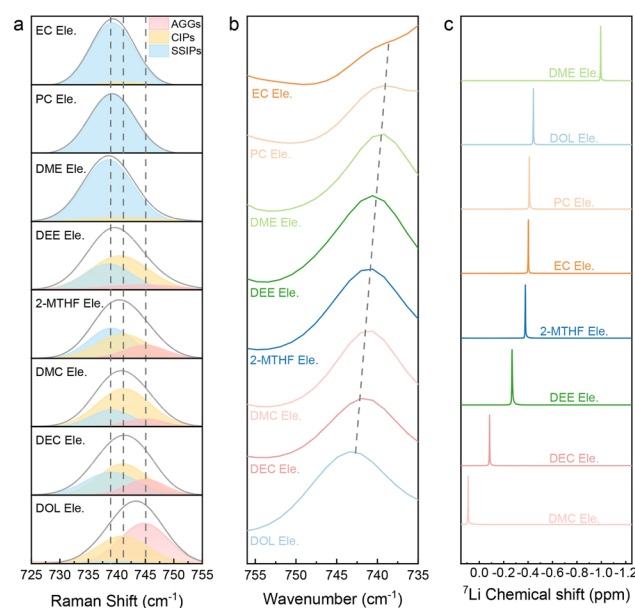 a
EC Ele.
AGGs
CIPs
SSIPs
PC Ele.
DME Ele.
DEE Ele.
2-MTHF Ele.
DMC Ele.
DEC Ele.
DOL Ele.
725 730 735 740 745 750 755
Raman Shift (cm⁻¹)
b
EC Ele.
PC Ele.
DME Ele.
DEE Ele.
2-MTHF Ele.
DMC Ele.
DEC Ele.
DOL Ele.
755 750 745 740 735
Wavenumber (cm⁻¹)
c
DME Ele.
DOL Ele.
PC Ele.
EC Ele.
2-MTHF Ele.
DEE Ele.
DEC Ele.
DMC Ele.
0.0 -0.2 -0.4 -0.6 -0.8 -1.0 -1.2
⁷Li Chemical shift (ppm)